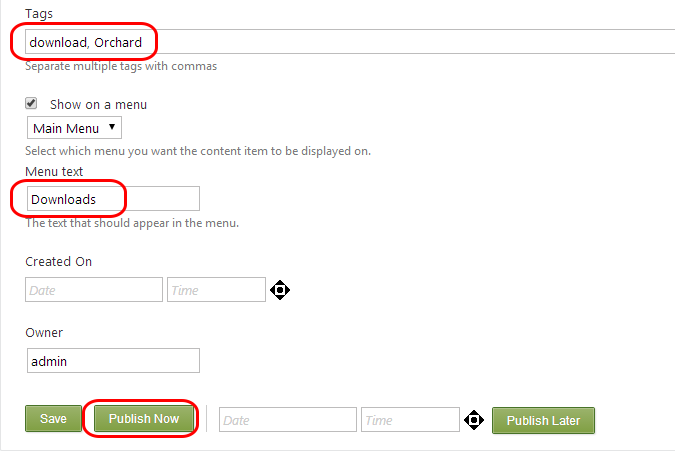 Tags
download, Orchard
Separate multiple tags with commas
Show on a menu
Main Menu
Select which menu you want the content item to be displayed on.
Menu text
Downloads
The text that should appear in the menu.
Created On
Date Time
Owner
admin
Save Publish Now Date Time Publish Later